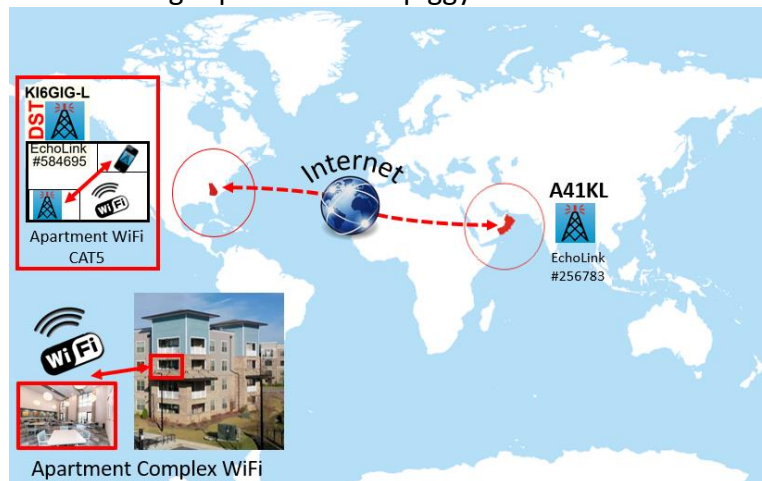 KI6GIG-L
DST
EchoLink
#584695
WiFi
Apartment WiFi
CAT5
Internet
A41KL
EchoLink
#256783
WiFi
Apartment Complex WiFi